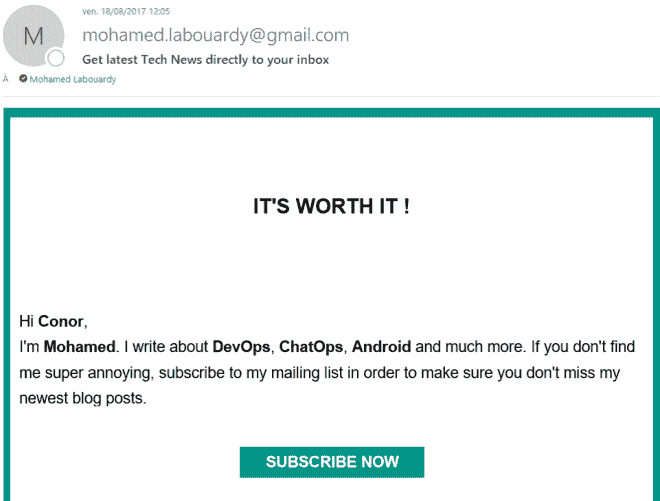 M
ven. 18/08/2017 12:05
mohamed.labouardy@gmail.com
Get latest Tech News directly to your inbox
À Mohamed Labouardy
IT'S WORTH IT !
Hi Conor,
I'm Mohamed. I write about DevOps, ChatOps, Android and much more. If you don't find
me super annoying, subscribe to my mailing list in order to make sure you don't miss my
newest blog posts.
SUBSCRIBE NOW